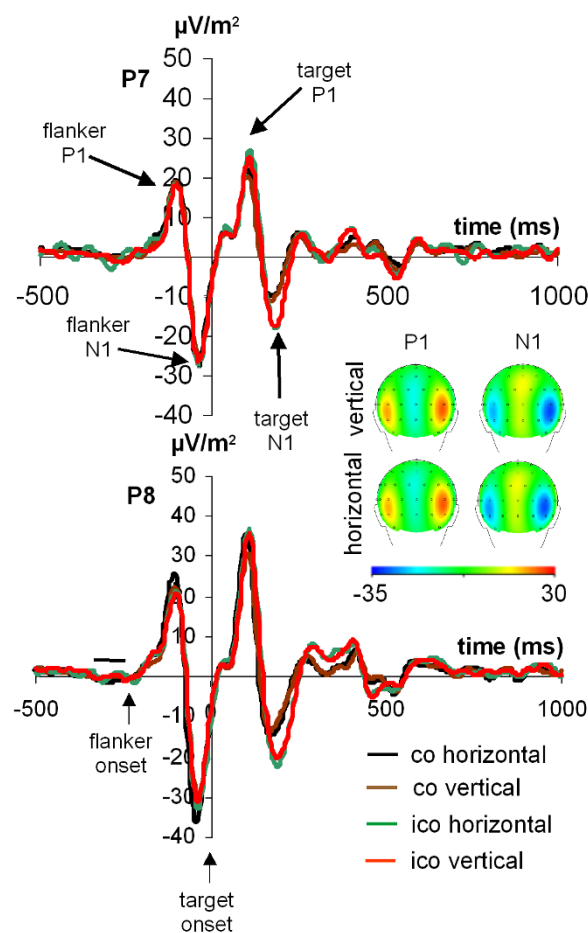 µV/m²
P7
50
40
30
20
10
-10
-20
-30
-40
target
P1
flanker
P1
time (ms)
-500
0
500
1000
flanker
N1
target
N1
P1
N1
vertical
horizontal
-35
30
µV/m²
P8
50
40
30
20
10
-10
-20
-30
-40
time (ms)
-500
0
500
1000
flanker
onset
target
onset
co horizontal
co vertical
ico horizontal
ico vertical